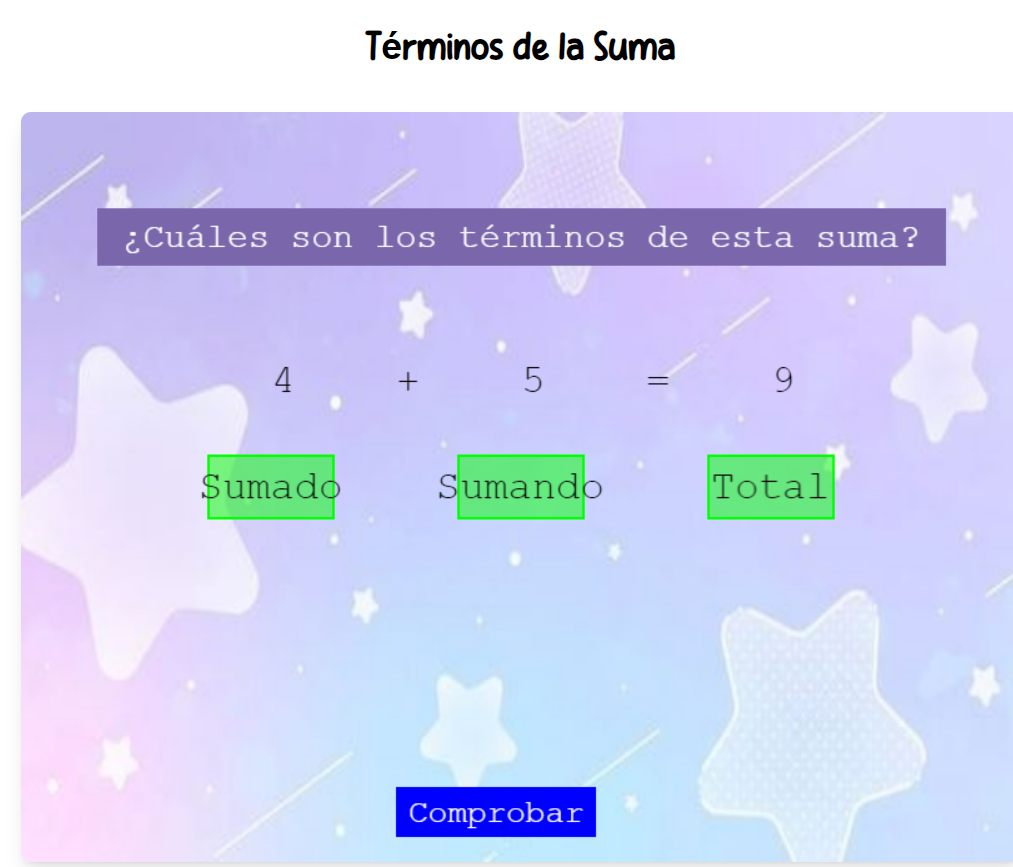 Términos de la Suma
¿Cuáles son los términos de esta suma?
4 + 5 = 9
Sumado Sumando Total
Comprobar